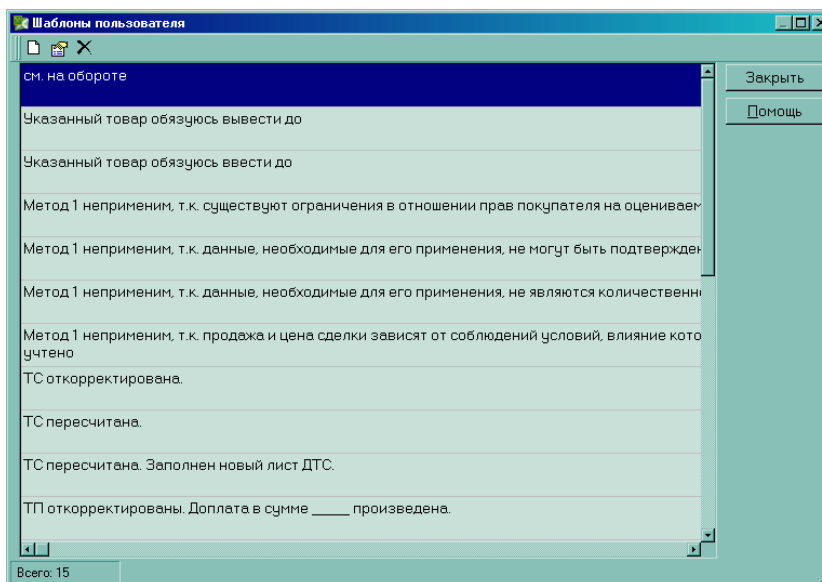 Шаблоны пользователя
см. на обороте
Закрыть
Помощь
Указанный товар обязуюсь вывести до
Указанный товар обязуюсь ввести до
Метод 1 неприменим, т.к. существуют ограничения в отношении прав покупателя на оцениваем
Метод 1 неприменим, т.к. данные, необходимые для его применения, не могут быть подтвержден
Метод 1 неприменим, т.к. данные, необходимые для его применения, не являются количественн
Метод 1 неприменим, т.к. продажа и цена сделки зависят от соблюдений условий, влияние кото
учтено
ТС откорректирована.
ТС пересчитана.
ТС пересчитана. Заполнен новый лист ДТС.
ТП откорректированы. Доплата в сумме _____ произведена.
Всего: 15